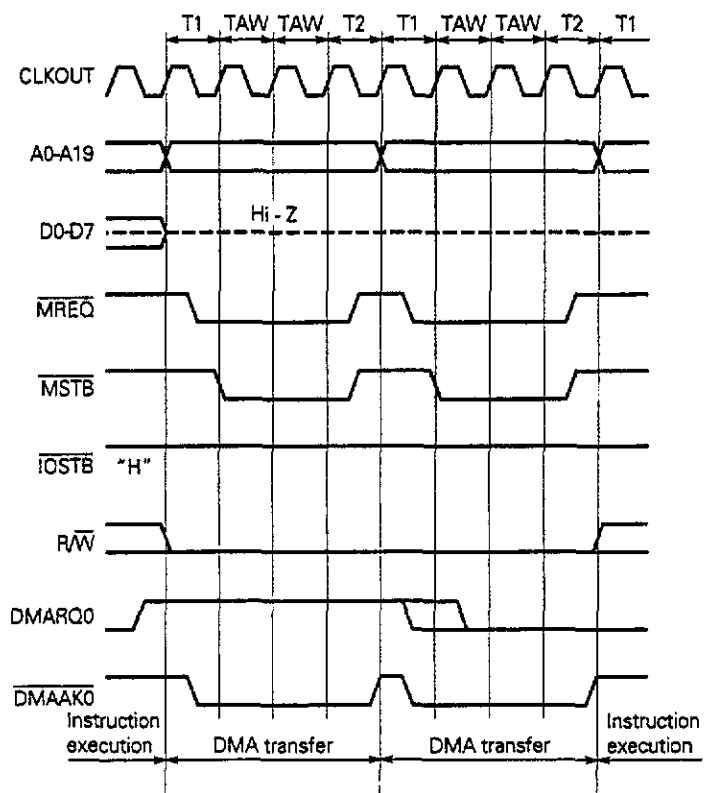 T1 TAW TAW T2 T1 TAW TAW T2 T1
CLKOUT
A0-A19
Hi - Z
D0-D7
MREQ
MSTB
IOSTB "H"
R/W
DMARQ0
DMAAK0
Instruction execution
DMA transfer
DMA transfer
Instruction execution